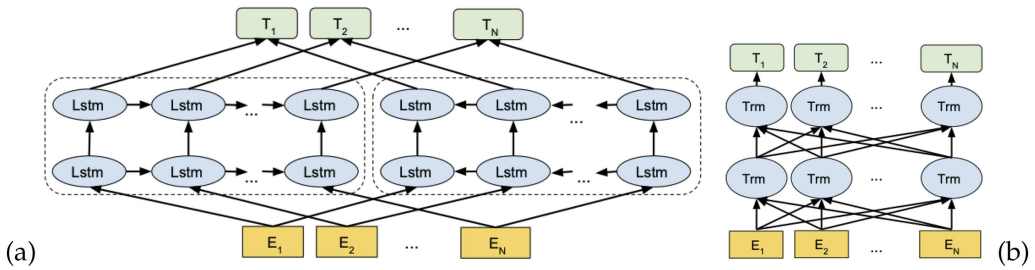 T1 T2 ... TN
Lstm Lstm ... Lstm Lstm Lstm ... Lstm
Lstm Lstm ... Lstm Lstm Lstm ... Lstm
E1 E2 ... EN
(a)
T1 T2 ... TN
Trm Trm ... Trm
Trm Trm ... Trm
E1 E2 ... EN
(b)